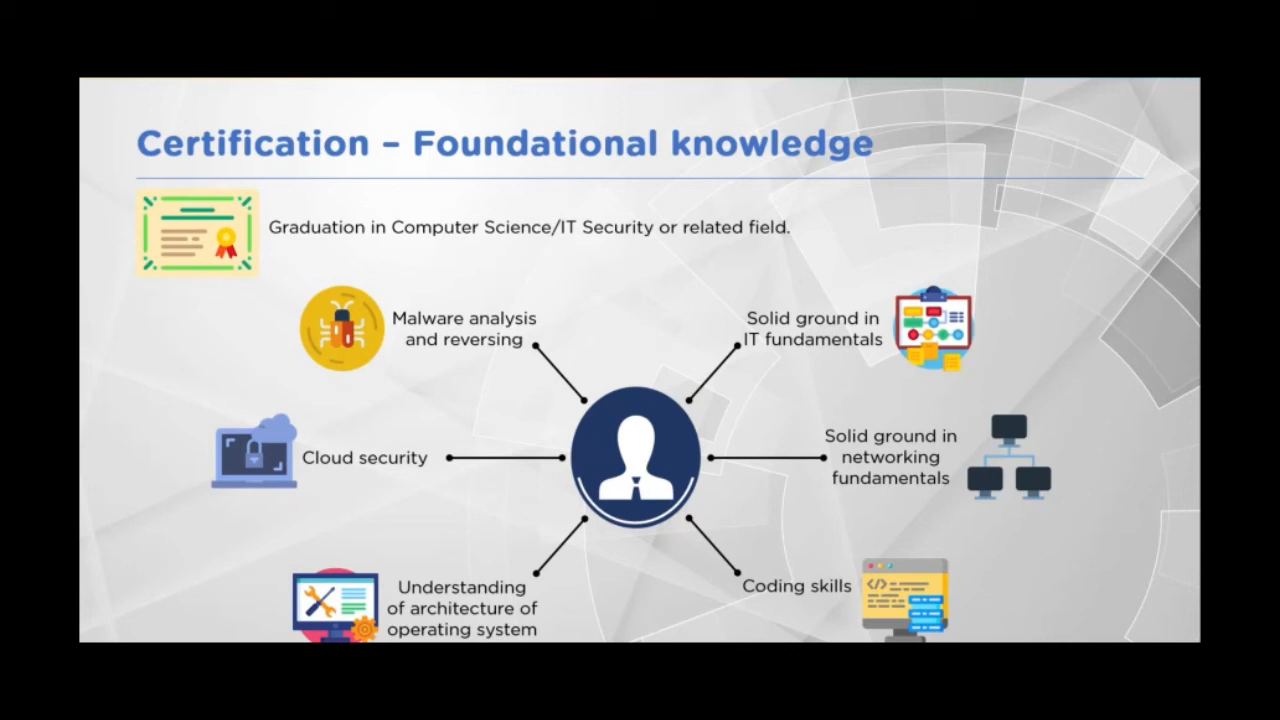 Certification – Foundational knowledge
Graduation in Computer Science/IT Security or related field.
Malware analysis
and reversing
Solid ground in
IT fundamentals
Cloud security
Solid ground in
networking
fundamentals
Understanding
of architecture of
operating system
Coding skills